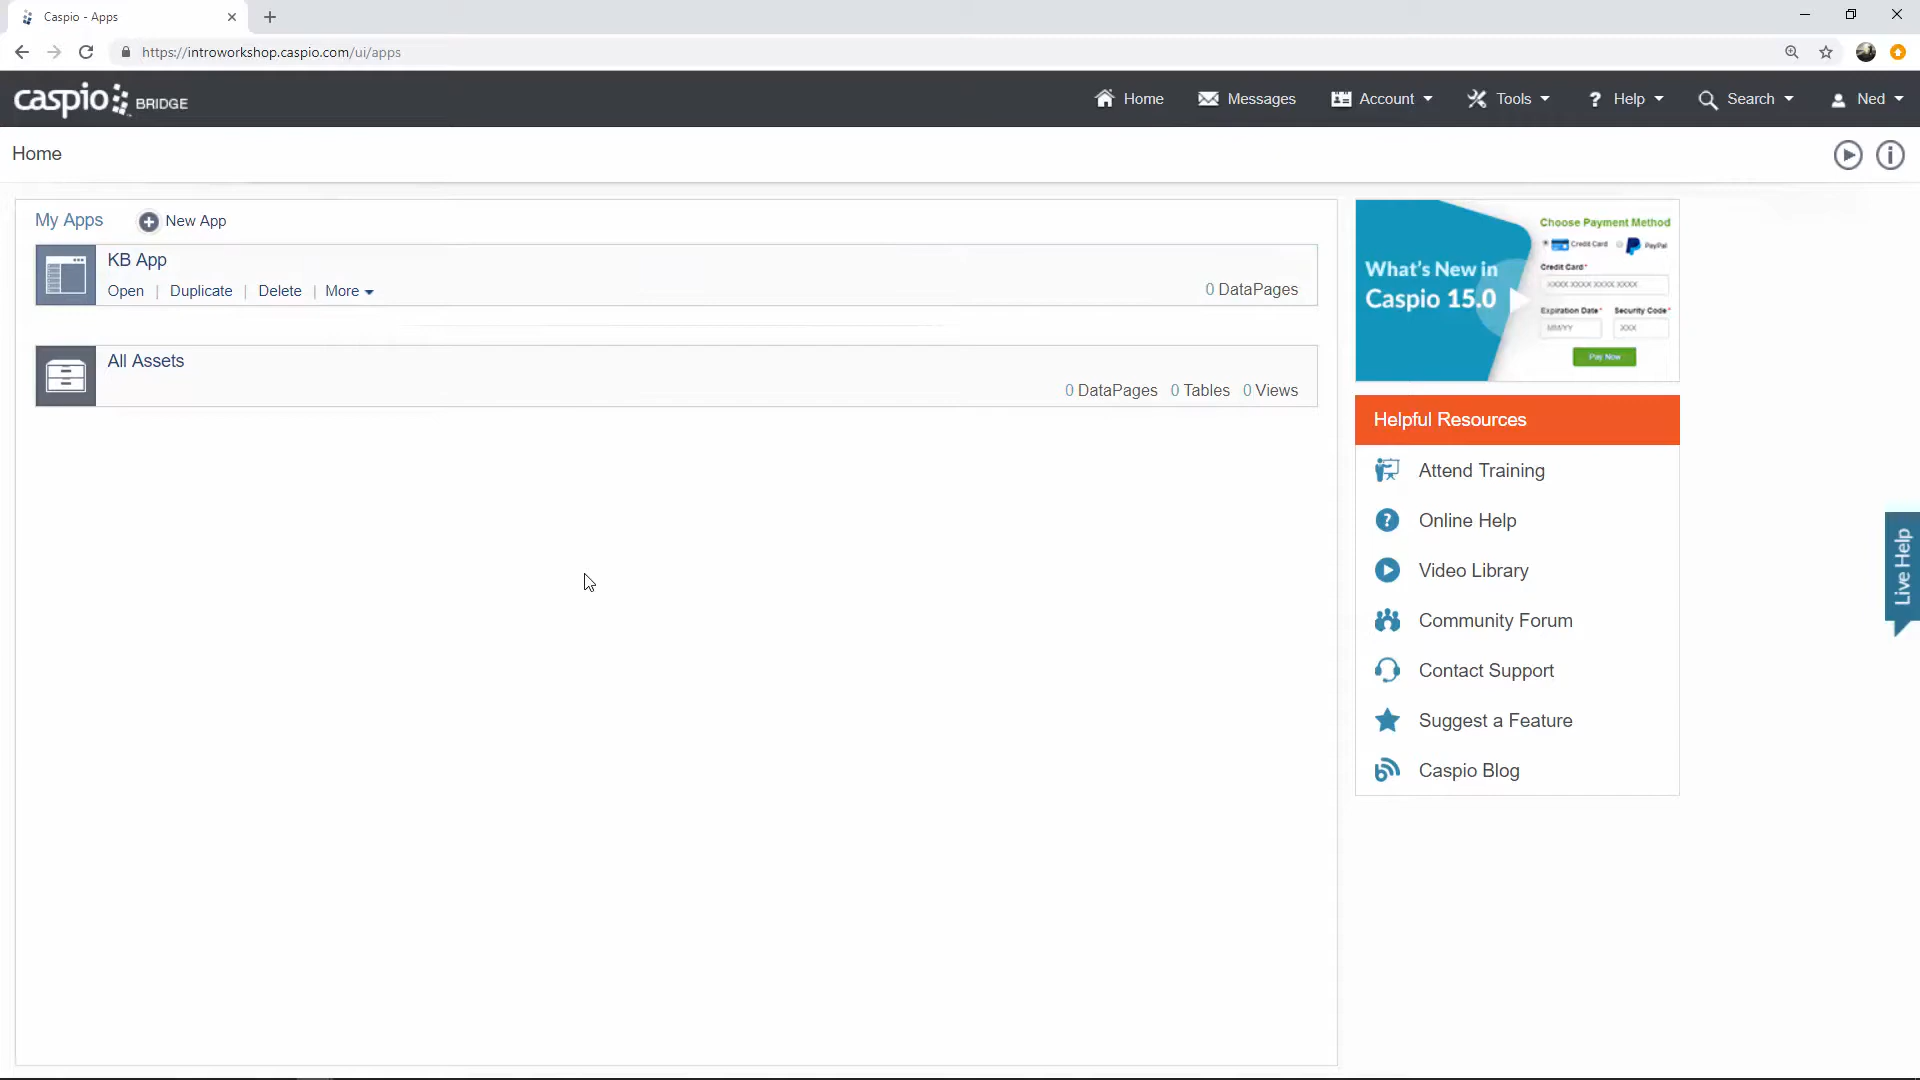 Caspio - Apps
https://introworkshop.caspio.com/ui/apps
caspio BRIDGE
Home
Messages
Account
Tools
Help
Search
Ned
Home
My Apps
New App
KB App
Open | Duplicate | Delete | More
0 DataPages
All Assets
0 DataPages 0 Tables 0 Views
What's New in
Caspio 15.0
Choose Payment Method
Credit Card
PayPal
Credit Card*
XXXX XXXX XXXX XXXX
Expiration Date* Security Code*
MM/YY XXX
Pay Now
Helpful Resources
Attend Training
Online Help
Video Library
Community Forum
Contact Support
Suggest a Feature
Caspio Blog
Live Help